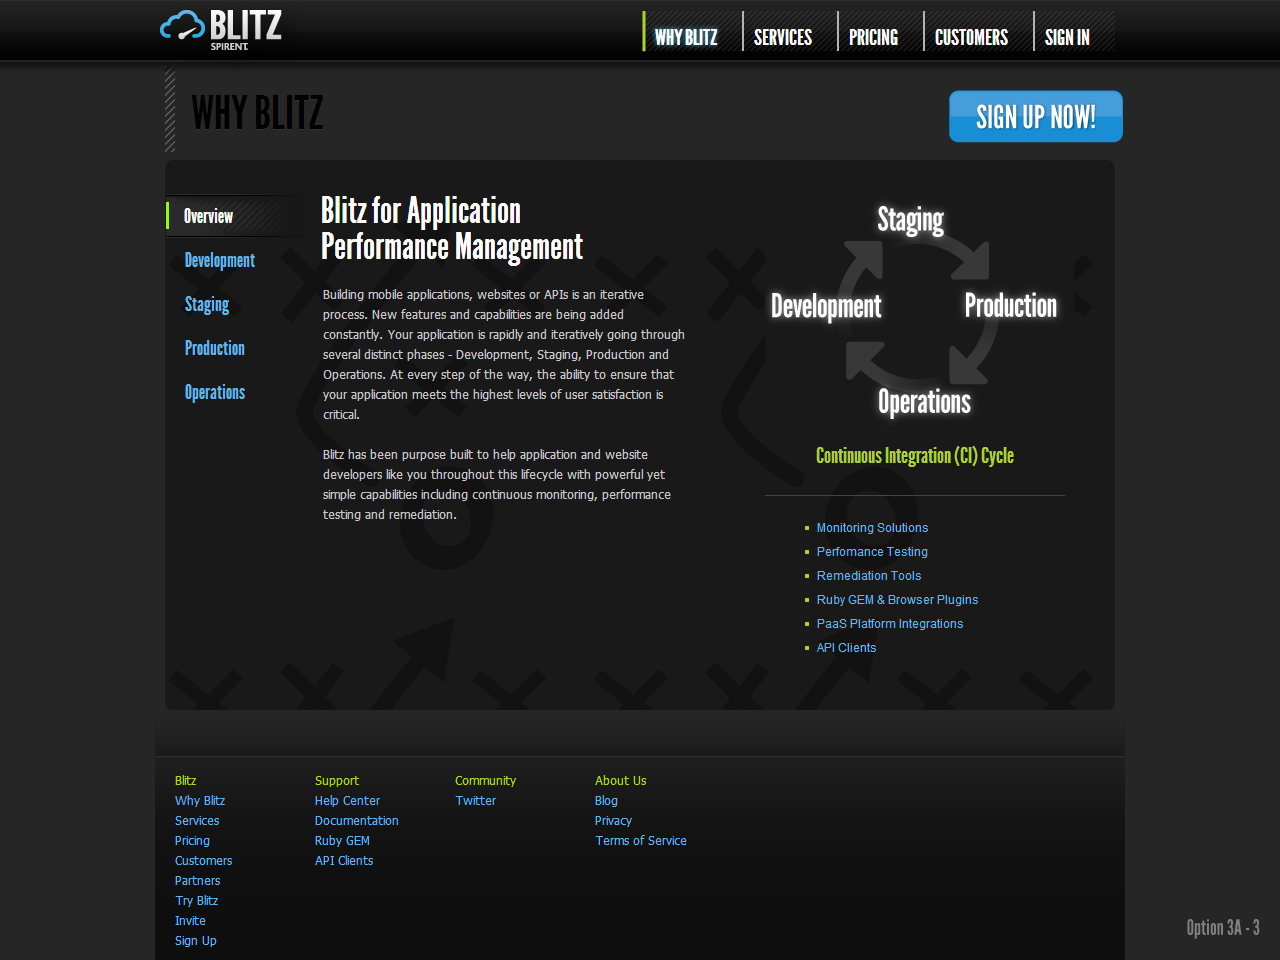 BLITZ
SPIRENT
WHY BLITZ
SERVICES
PRICING
CUSTOMERS
SIGN IN
WHY BLITZ
SIGN UP NOW!
Overview
Development
Staging
Production
Operations
Blitz for Application
Performance Management
Building mobile applications, websites or APIs is an iterative
process. New features and capabilities are being added
constantly. Your application is rapidly and iteratively going through
several distinct phases - Development, Staging, Production and
Operations. At every step of the way, the ability to ensure that
your application meets the highest levels of user satisfaction is
critical.
Blitz has been purpose built to help application and website
developers like you throughout this lifecycle with powerful yet
simple capabilities including continuous monitoring, performance
testing and remediation.
Staging
Development
Production
Operations
Continuous Integration (CI) Cycle
Monitoring Solutions
Perfomance Testing
Remediation Tools
Ruby GEM & Browser Plugins
PaaS Platform Integrations
API Clients
Blitz
Why Blitz
Services
Pricing
Customers
Partners
Try Blitz
Invite
Sign Up
Support
Help Center
Documentation
Ruby GEM
API Clients
Community
Twitter
About Us
Blog
Privacy
Terms of Service
Option 3A - 3